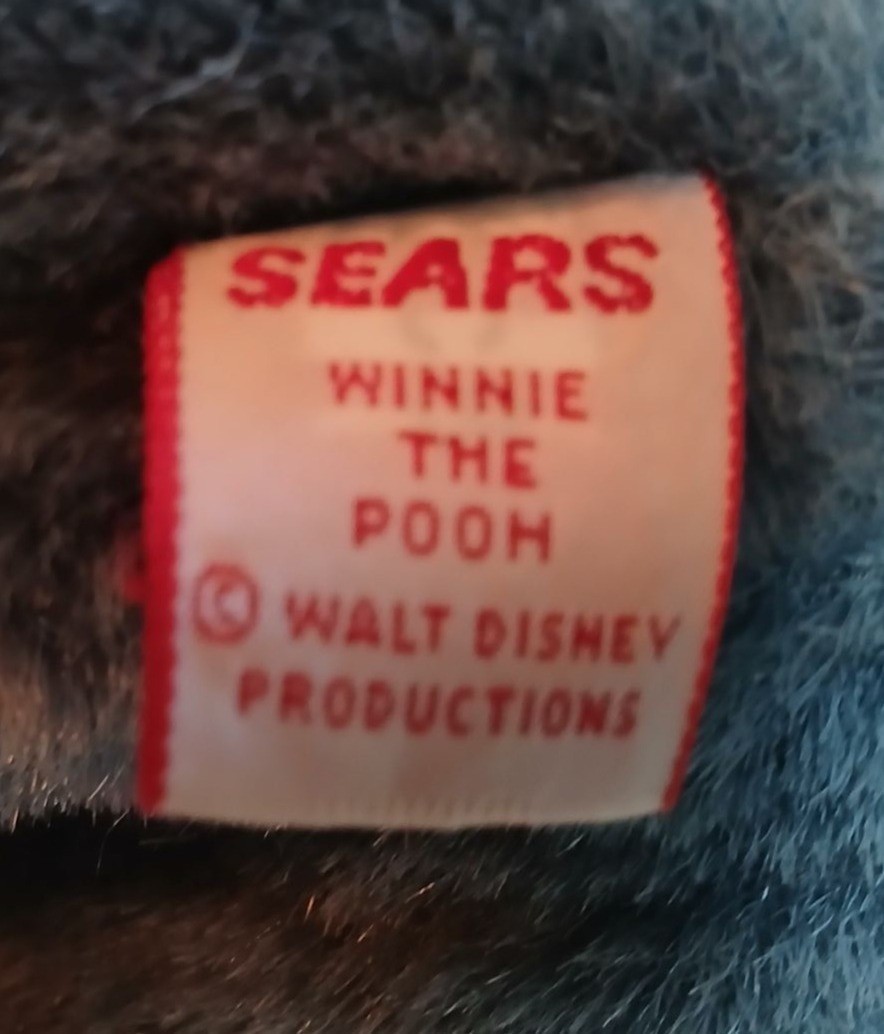 SEARS
WINNIE
THE
POOH
© WALT DISNEY
PRODUCTIONS